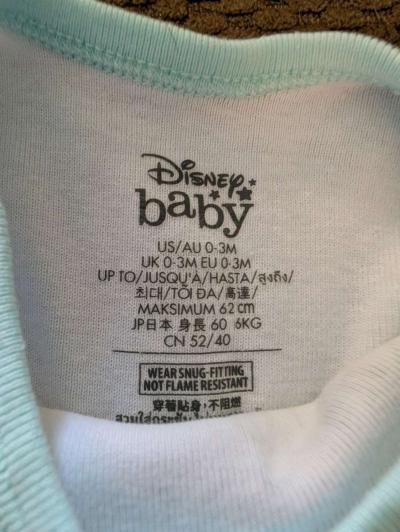 Disney
baby
US/AU 0-3M
UK 0-3M EU 0-3M
UP TO/JUSQU'À/HASTA/สูงถึง/
최대/TỐI ĐA/高達/
MAKSIMUM 62 cm
JP日本 身長 60 6KG
CN 52/40
WEAR SNUG-FITTING
NOT FLAME RESISTANT
穿著貼身，不阻燃